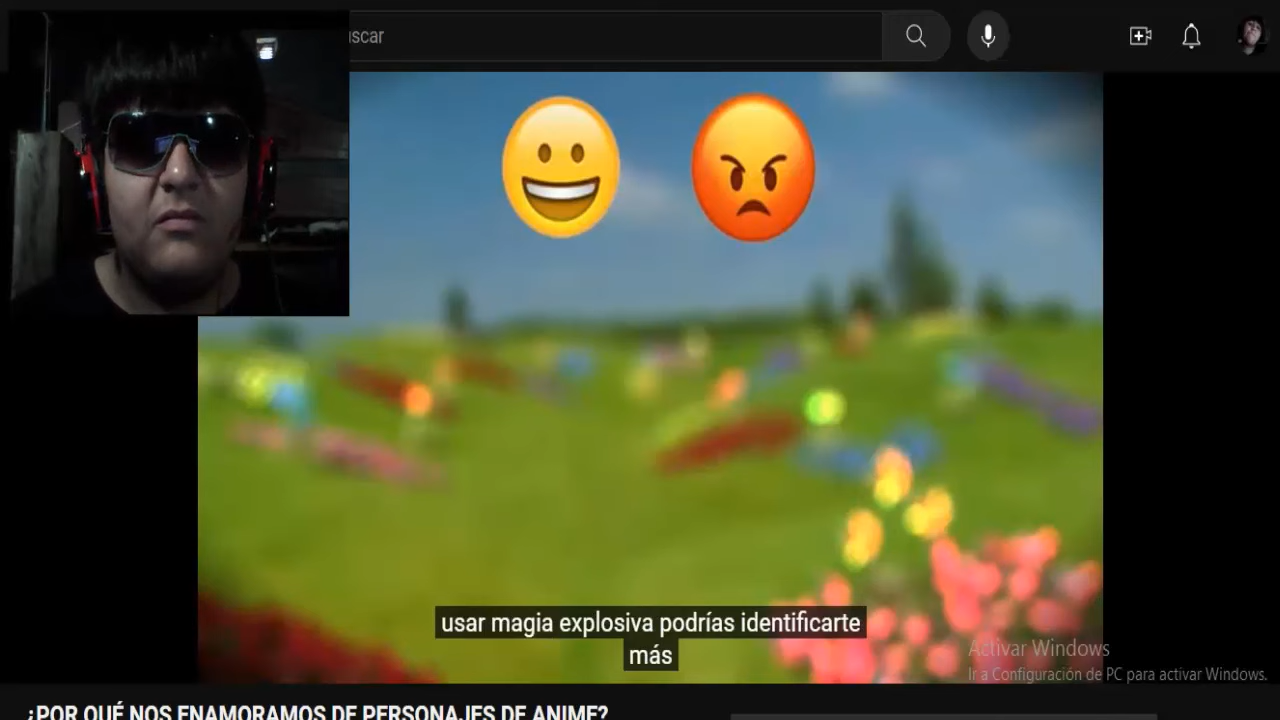 uscar
usar magia explosiva podrías identificarte
más
Activar Windows
Ir a Configuración de PC para activar Windows.
¿POR QUÉ NOS ENAMORAMOS DE PERSONAJES DE ANIME?